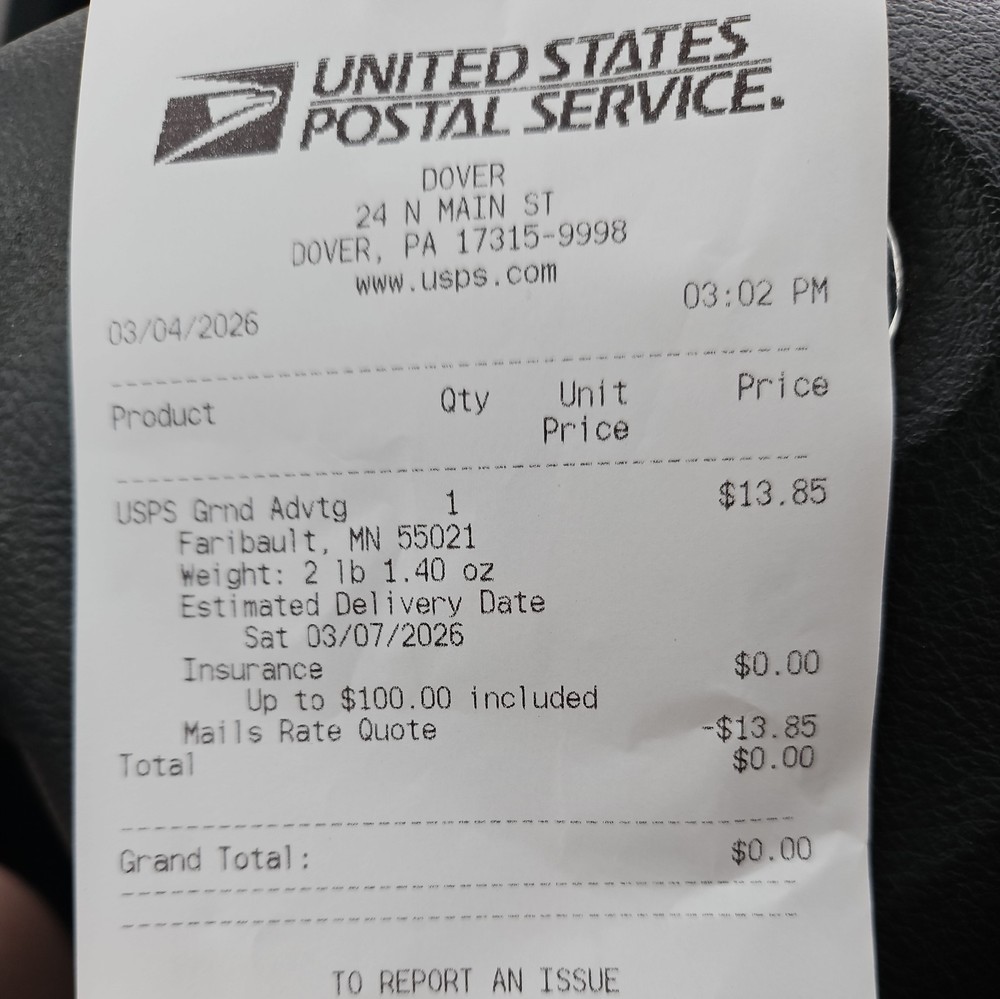 UNITED STATES
POSTAL SERVICE.
DOVER
24 N MAIN ST
DOVER, PA 17315-9998
www.usps.com
03/04/2026 03:02 PM
Product Qty Unit Price
Price
USPS Grnd Advtg 1 $13.85
Faribault, MN 55021
Weight: 2 lb 1.40 oz
Estimated Delivery Date
Sat 03/07/2026
Insurance $0.00
Up to $100.00 included
Mails Rate Quote -$13.85
Total $0.00
Grand Total: $0.00
TO REPORT AN ISSUE